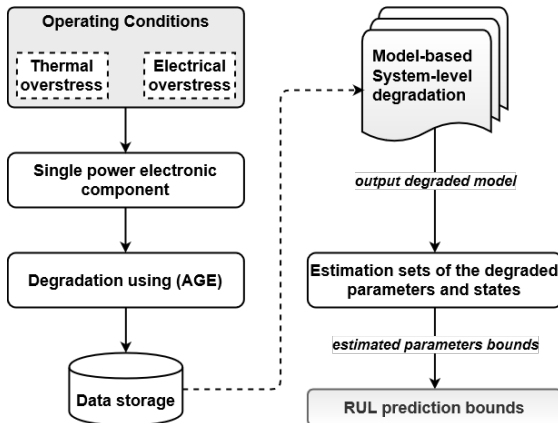 Operating Conditions
Thermal
overstress
Electrical
overstress
Single power electronic
component
Degradation using (AGE)
Data storage
Model-based
System-level
degradation
output degraded model
Estimation sets of the degraded
parameters and states
estimated parameters bounds
RUL prediction bounds